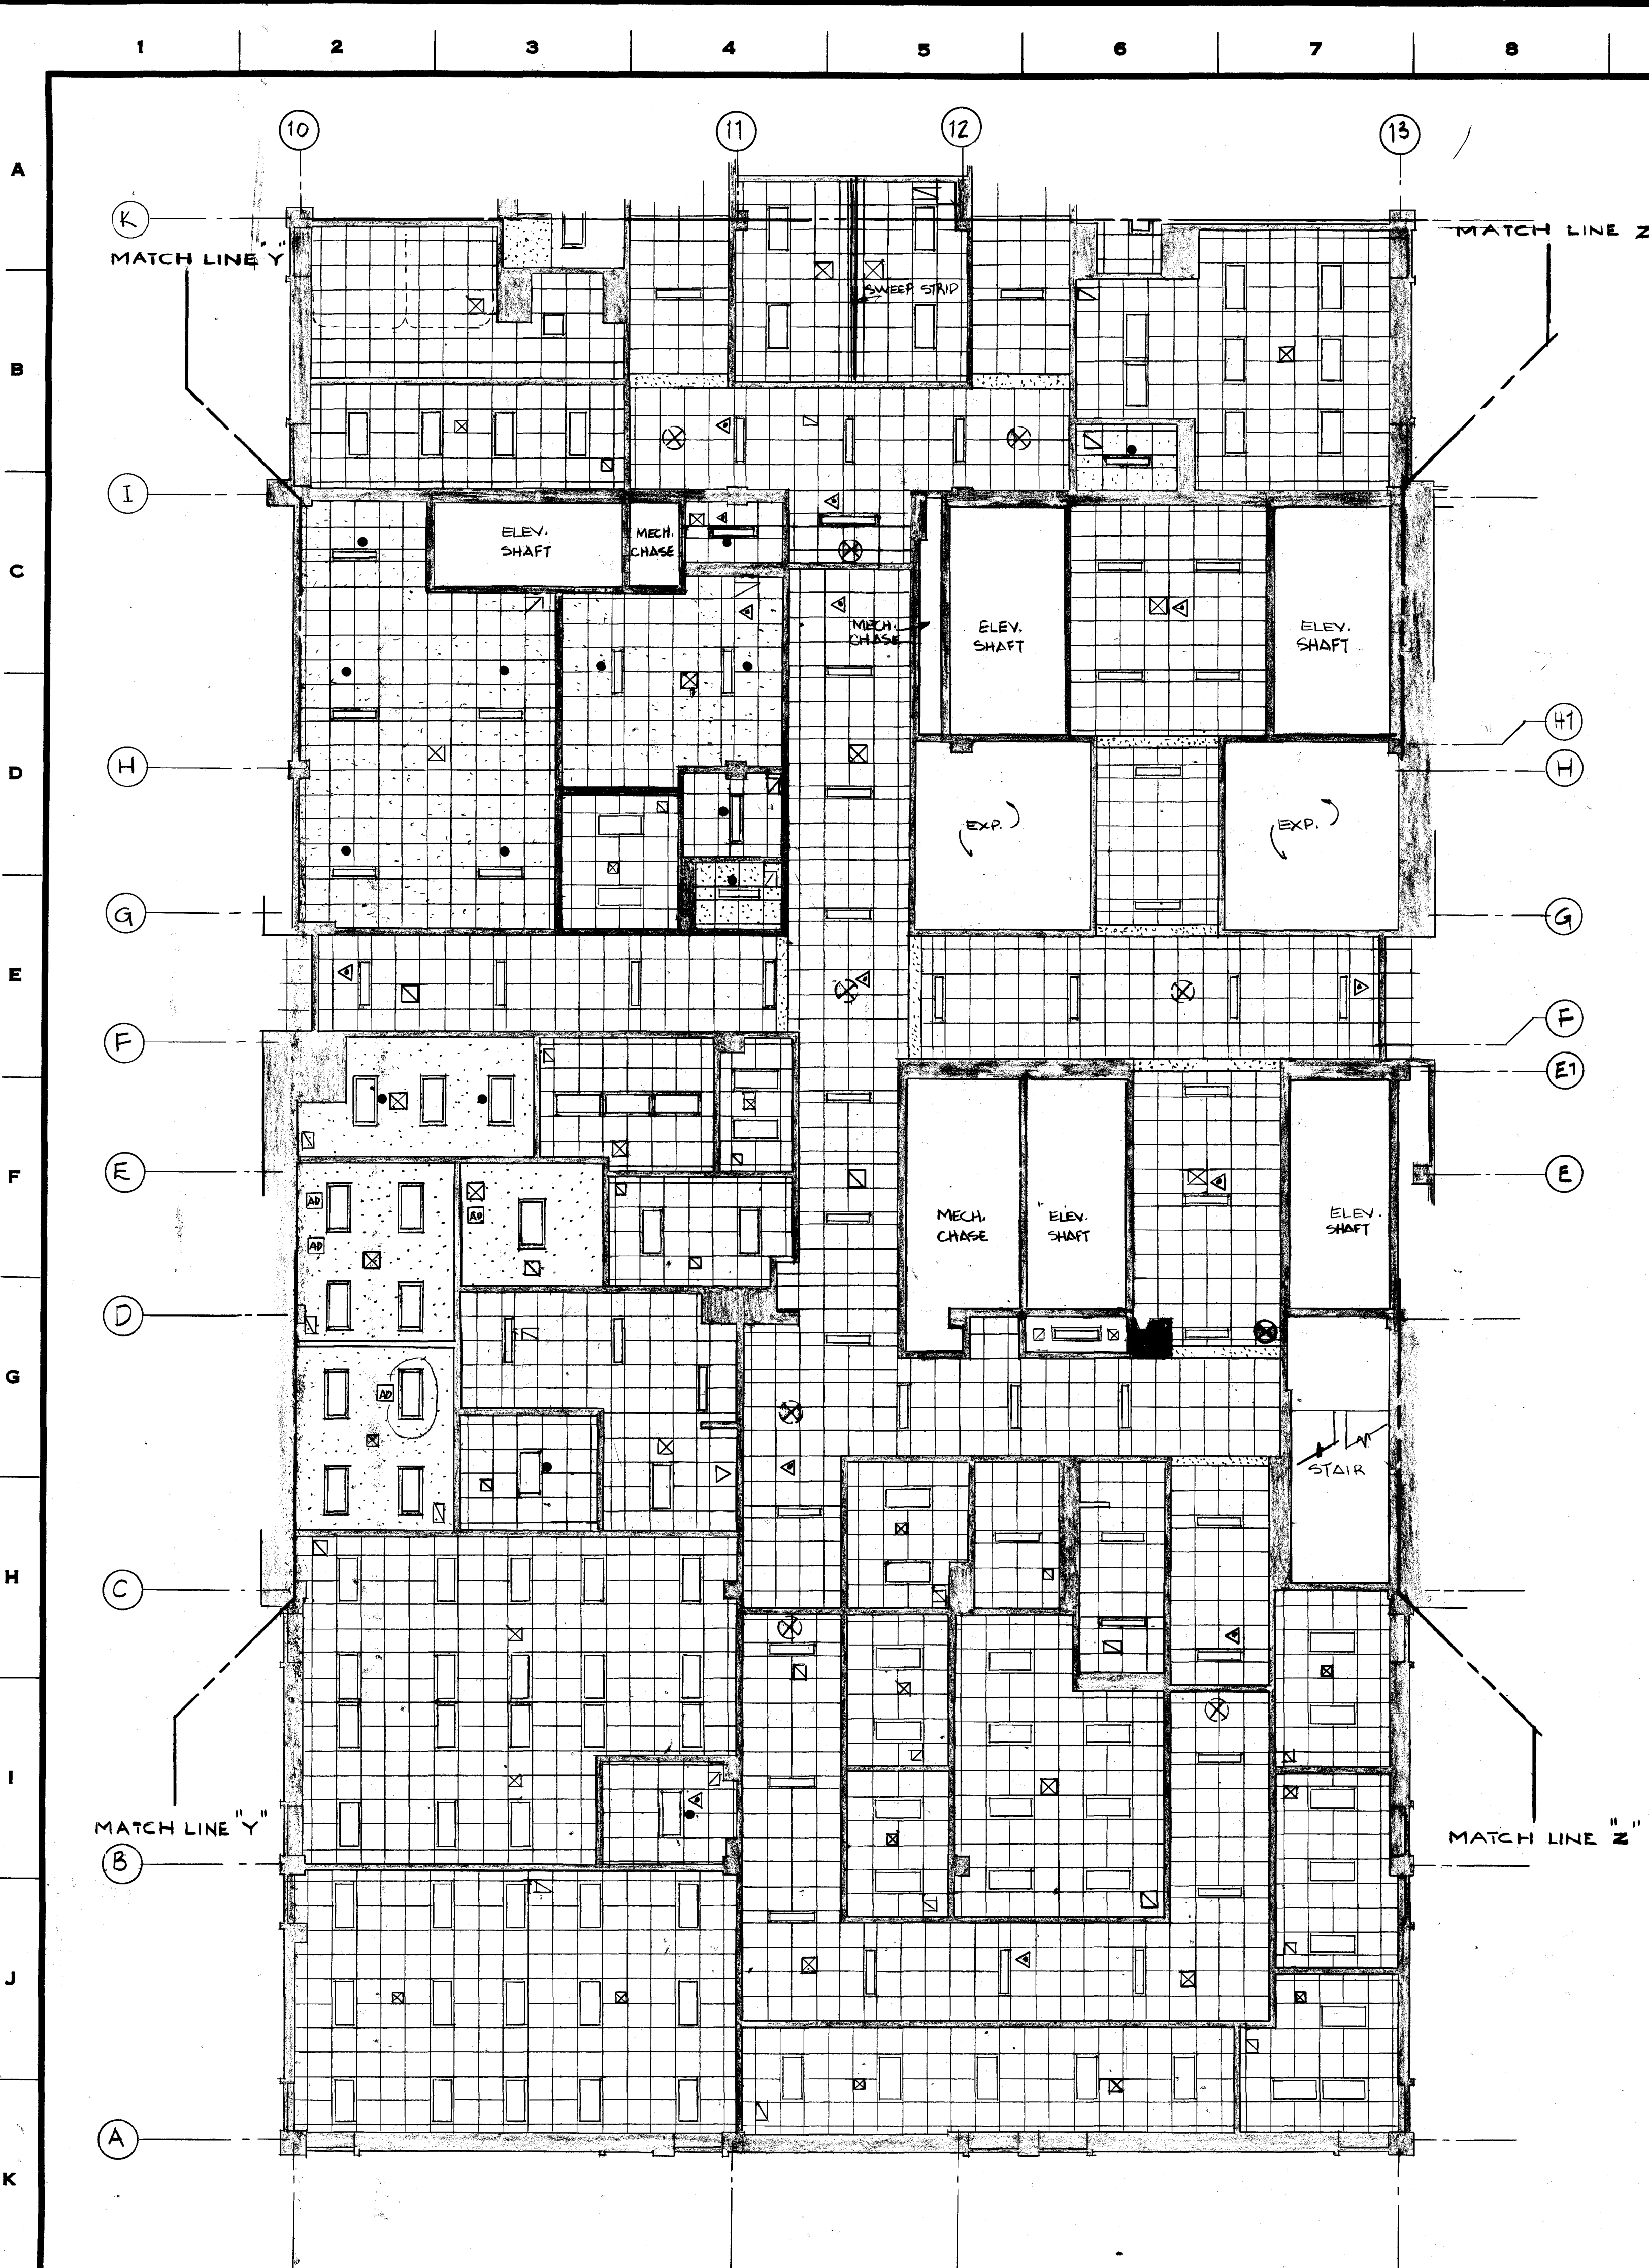 1 2 3 4 5 6 7 8
10 11 12 13
A
K
MATCH LINE "Y"
MATCH LINE Z
SWEEP STRIP
B
I
ELEV.
SHAFT
MECH.
CHASE
C
MECH.
CHASE
ELEV.
SHAFT
ELEV.
SHAFT
H1
H
D
H
EXP.
EXP.
G
G
E
F
F
E1
E
F
E
AD
AD
AD
MECH.
CHASE
ELEV.
SHAFT
ELEV.
SHAFT
D
G
AD
STAIR
C
H
I
MATCH LINE "Y"
MATCH LINE "Z"
B
J
A
K